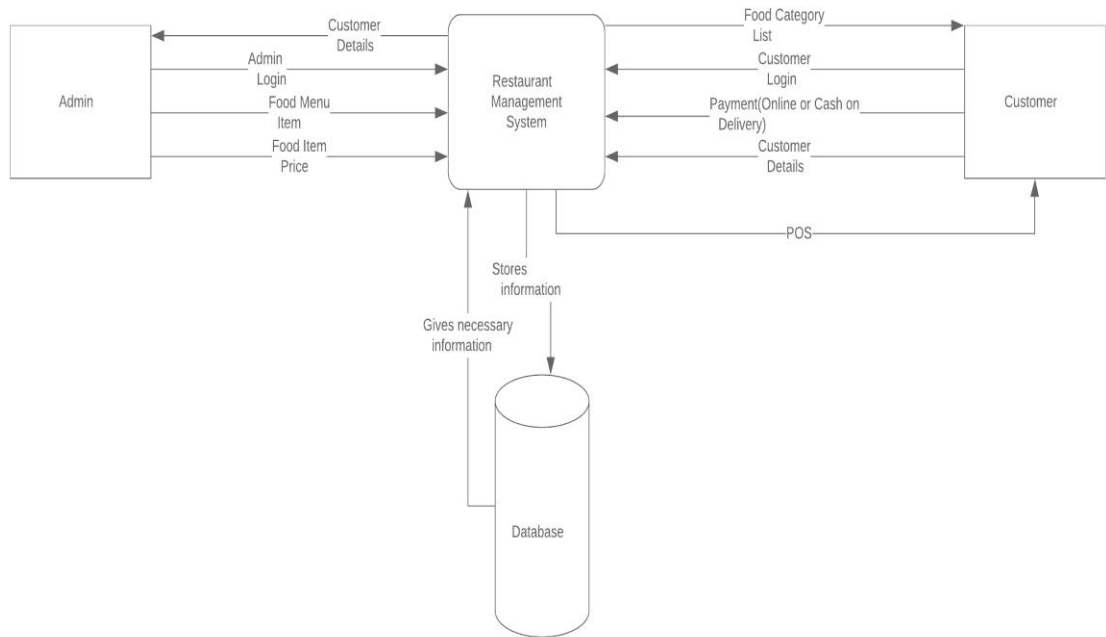 Customer
Details
Admin
Login
Admin
Food Menu
Item
Food Item
Price
Restaurant
Management
System
Food Category
List
Customer
Login
Payment(Online or Cash on
Delivery)
Customer
Details
Customer
POS
Stores
information
Gives necessary
information
Database